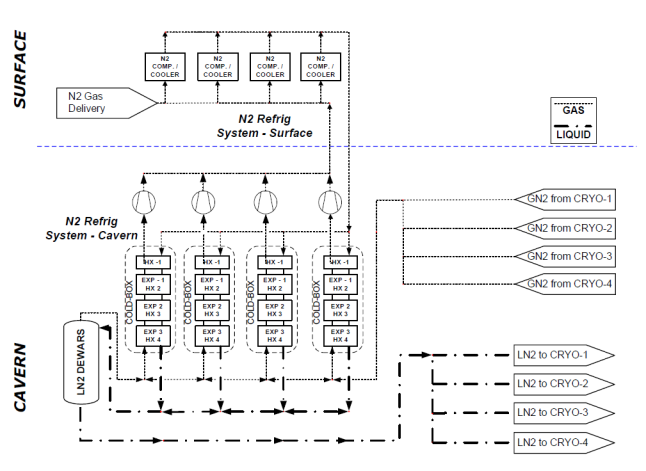 SURFACE
N2
COMP. /
COOLER
N2
COMP. /
COOLER
N2
COMP. /
COOLER
N2
COMP. /
COOLER
N2 Gas
Delivery
N2 Refrig
System - Surface
GAS
LIQUID
N2 Refrig
System - Cavern
GN2 from CRYO-1
GN2 from CRYO-2
GN2 from CRYO-3
GN2 from CRYO-4
CAVERN
COLD-BOX
HX -1
EXP - 1
HX 2
EXP 2
HX 3
EXP 3
HX 4
COLD-BOX
HX -1
EXP - 1
HX 2
EXP 2
HX 3
EXP 3
HX 4
COLD-BOX
HX -1
EXP - 1
HX 2
EXP 2
HX 3
EXP 3
HX 4
COLD-BOX
HX -1
EXP - 1
HX 2
EXP 2
HX 3
EXP 3
HX 4
LN2 DEWARS
LN2 to CRYO-1
LN2 to CRYO-2
LN2 to CRYO-3
LN2 to CRYO-4